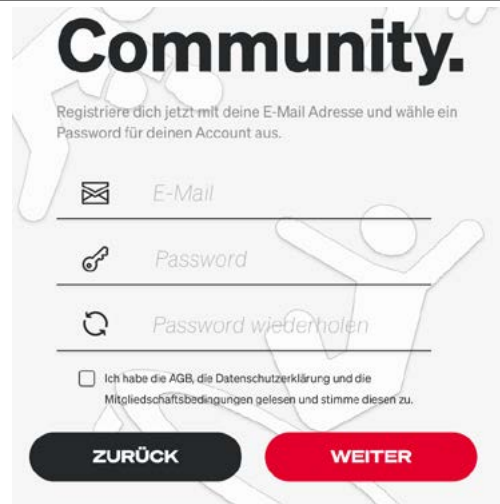 Community.
Registriere dich jetzt mit deine E-Mail Adresse und wähle ein
Password für deinen Account aus.
E-Mail
Password
Password wiederholen
Ich habe die AGB, die Datenschutzerklärung und die
Mitgliedschaftsbedingungen gelesen und stimme diesen zu.
ZURÜCK
WEITER